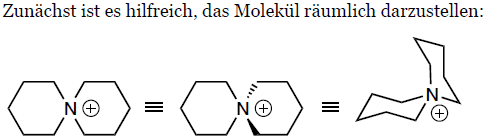 Zunächst ist es hilfreich, das Molekül räumlich darzustellen:
N ⊕ ≡ N ⊕ ≡ N ⊕